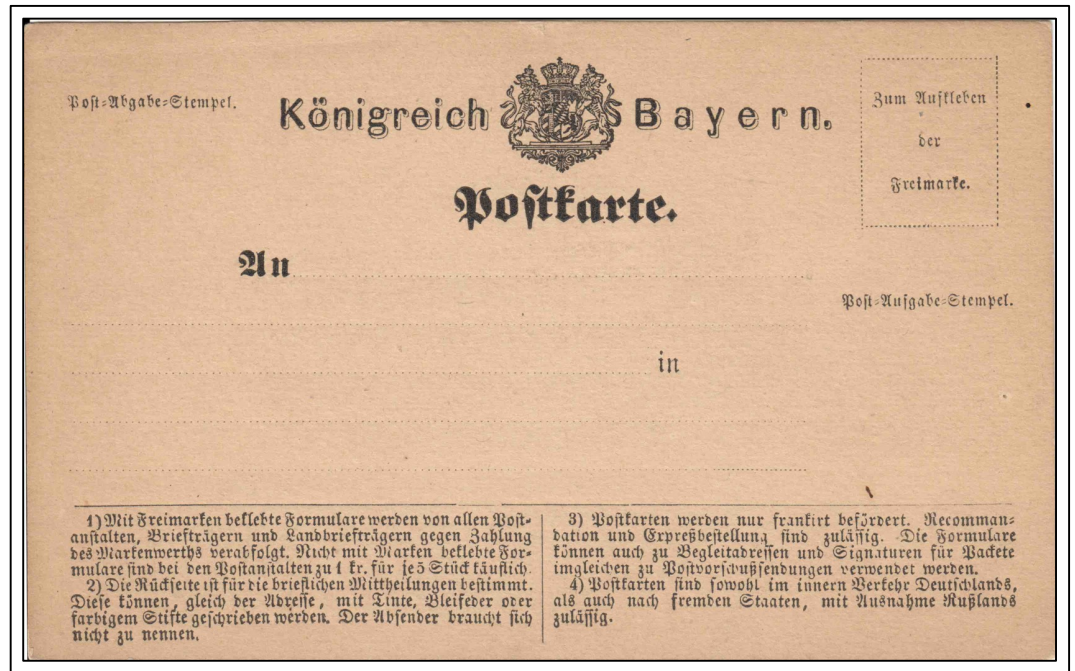 Post-Abgabe-Stempel.
Königreich Bayern.
Zum Aufkleben
der
Freimarke.
Postkarte.
An
Post-Aufgabe-Stempel.
in
1) Mit Freimarken beklebte Formulare werden von allen Post-
anstalten, Briefträgern und Landbriefträgern gegen Zahlung
des Markenwerths verabfolgt. Nicht mit Marken beklebte For-
mulare sind bei den Postanstalten zu 1 kr. für je 5 Stück käuflich
2) Die Rückseite ist für die brieflichen Mittheilungen bestimmt.
Diese können, gleich der Adresse, mit Tinte, Bleifeder oder
farbigem Stifte geschrieben werden. Der Absender braucht sich
nicht zu nennen.
3) Postkarten werden nur frankirt befördert. Recomman-
dation und Expreßbestellung sind zulässig. Die Formulare
können auch zu Begleitadressen und Signaturen für Packete
imgleichen zu Postvorschußsendungen verwendet werden.
4) Postkarten sind sowohl im innern Verkehr Deutschlands,
als auch nach fremden Staaten, mit Ausnahme Rußlands
zulässig.